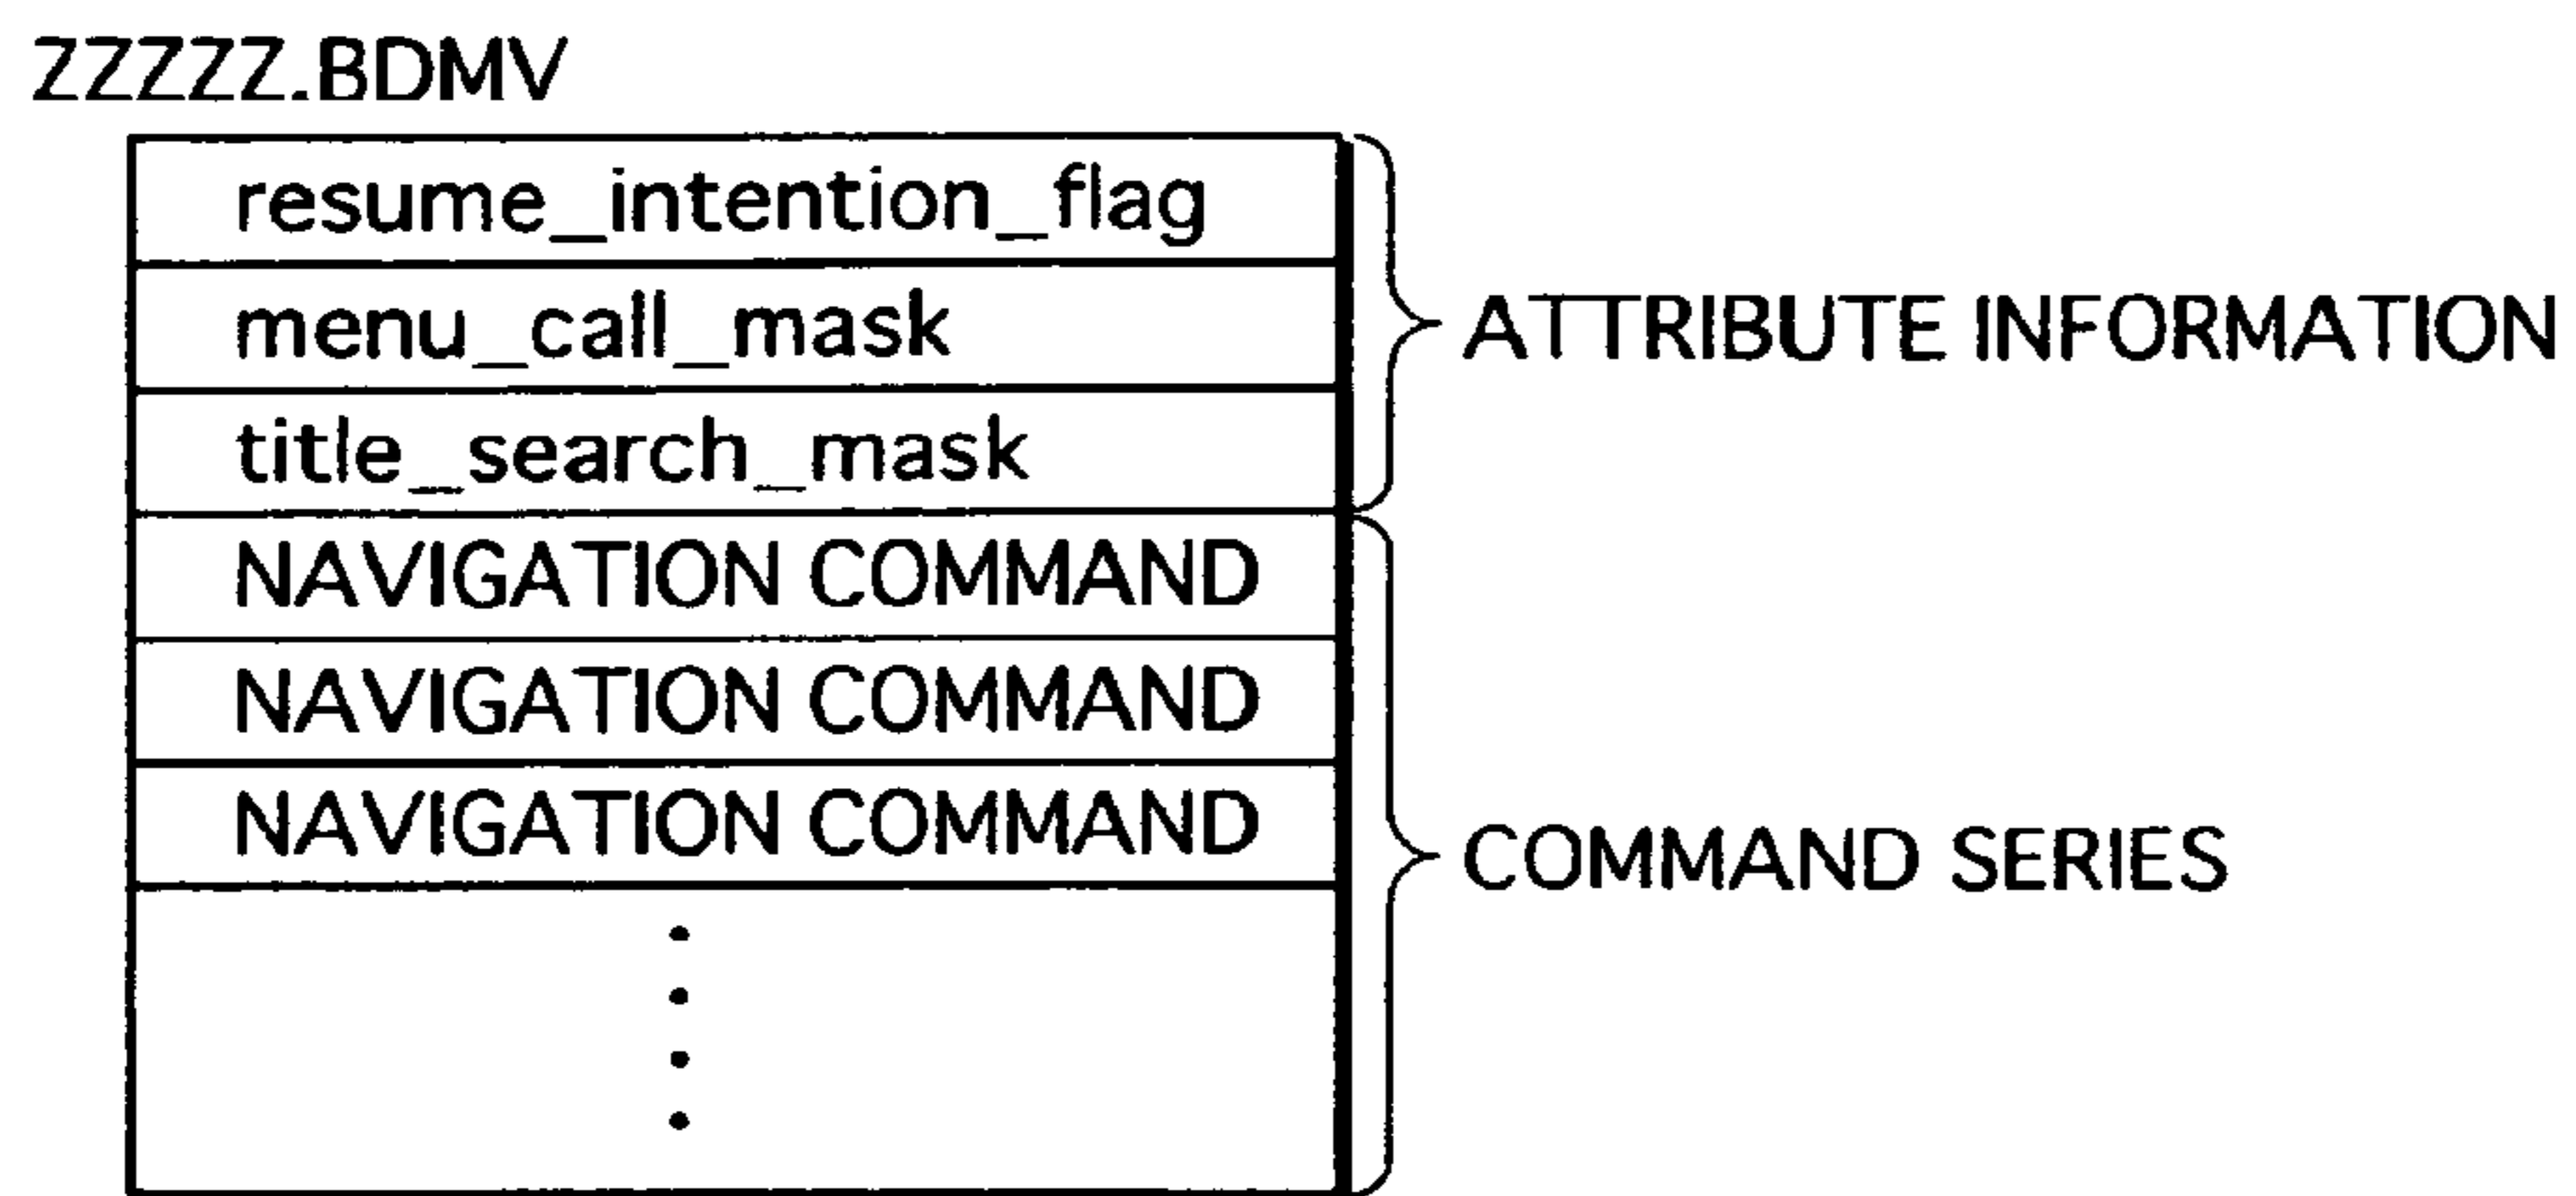 ZZZZZ.BDMV
resume_intention_flag
menu_call_mask
title_search_mask
ATTRIBUTE INFORMATION
NAVIGATION COMMAND
NAVIGATION COMMAND
NAVIGATION COMMAND
COMMAND SERIES